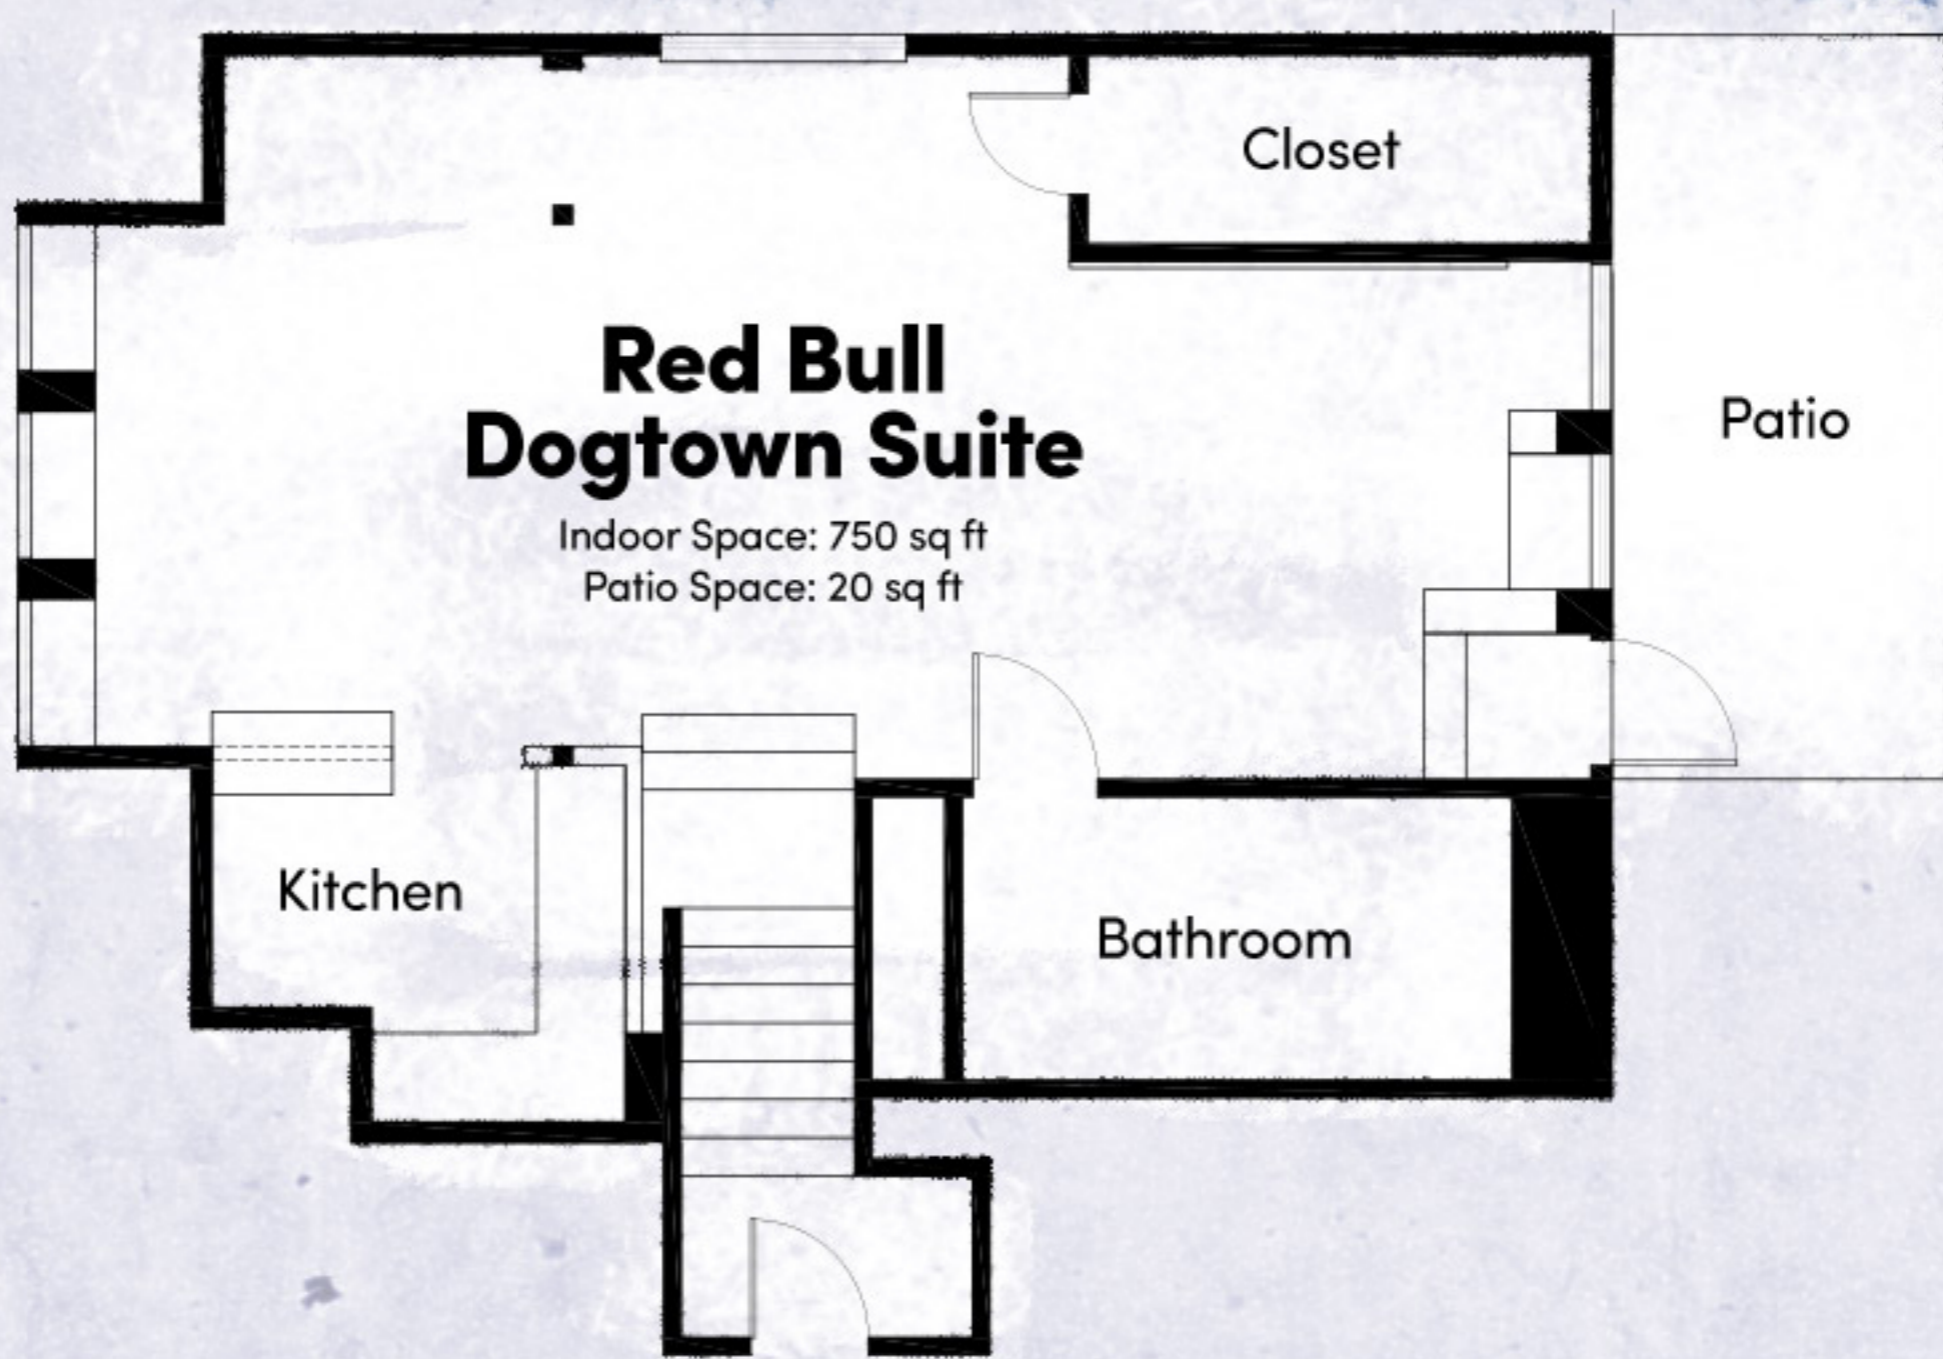 Closet
Red Bull
Dogtown Suite
Patio
Indoor Space: 750 sq ft
Patio Space: 20 sq ft
Kitchen
Bathroom